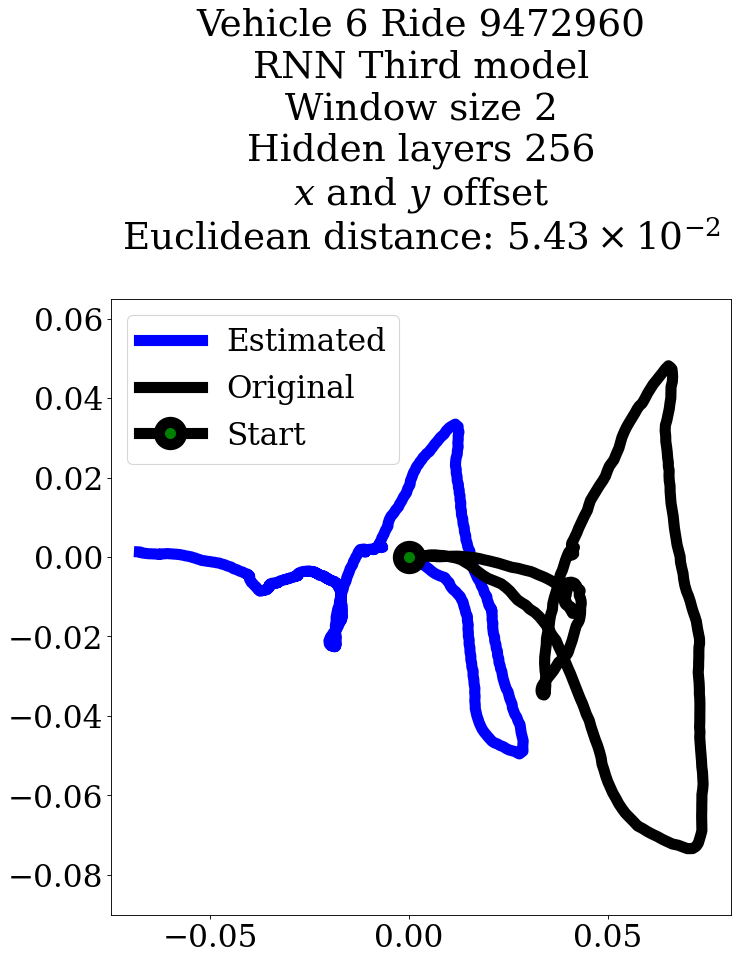 Vehicle 6 Ride 9472960
RNN Third model
Window size 2
Hidden layers 256
x and y offset
Euclidean distance: 5.43 × 10⁻²
Estimated
Original
Start
0.06
0.04
0.02
0.00
−0.02
−0.04
−0.06
−0.08
−0.05 0.00 0.05